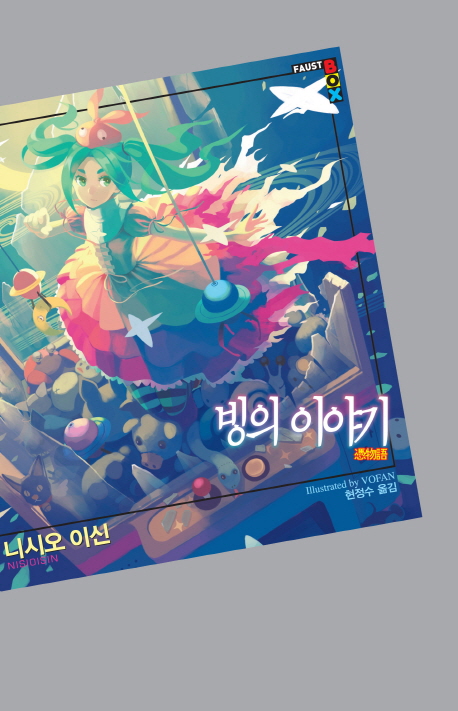 FAUST BOX
빙의 이야기
憑物語
Illustrated by VOFAN
현정수 옮김
니시오 이신
NISIOISIN